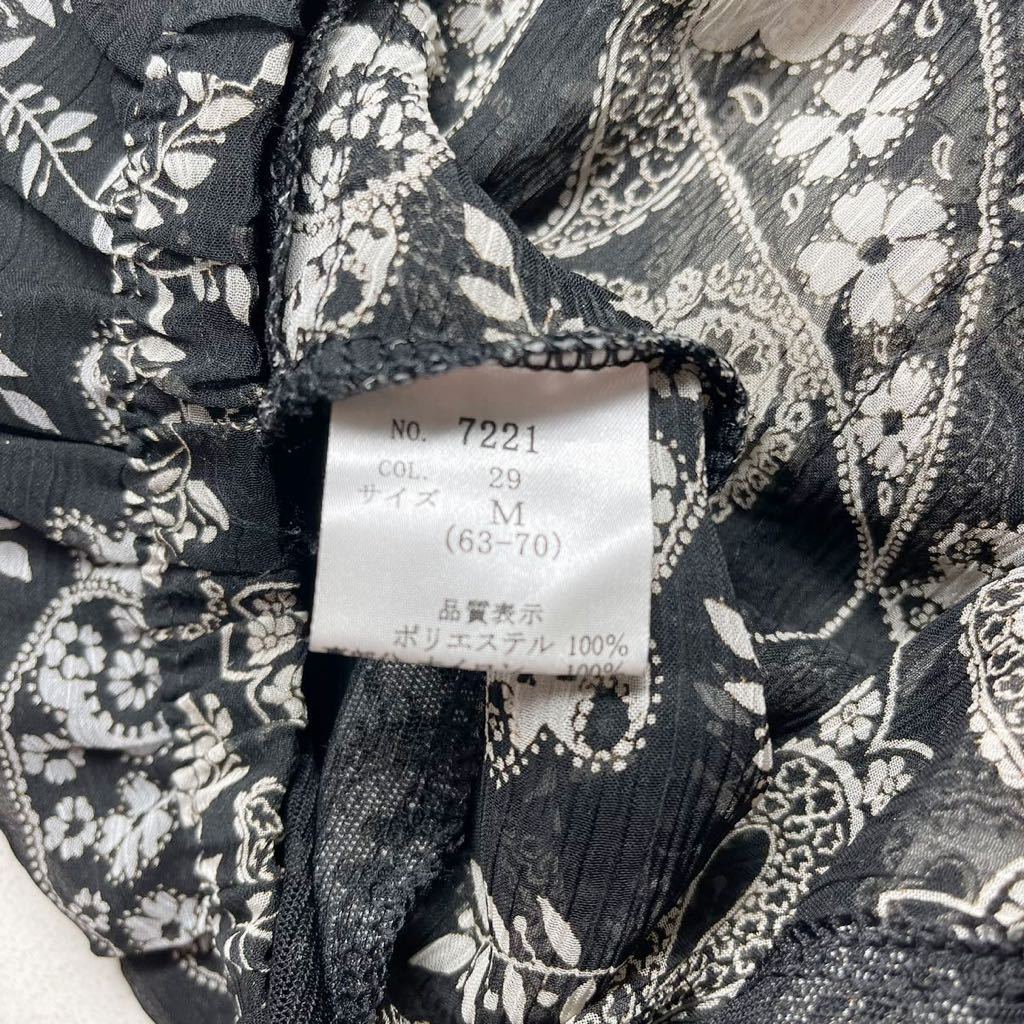 NO. 7221
COL. 29
サイズ M
(63-70)
品質表示
ポリエステル 100%
100%